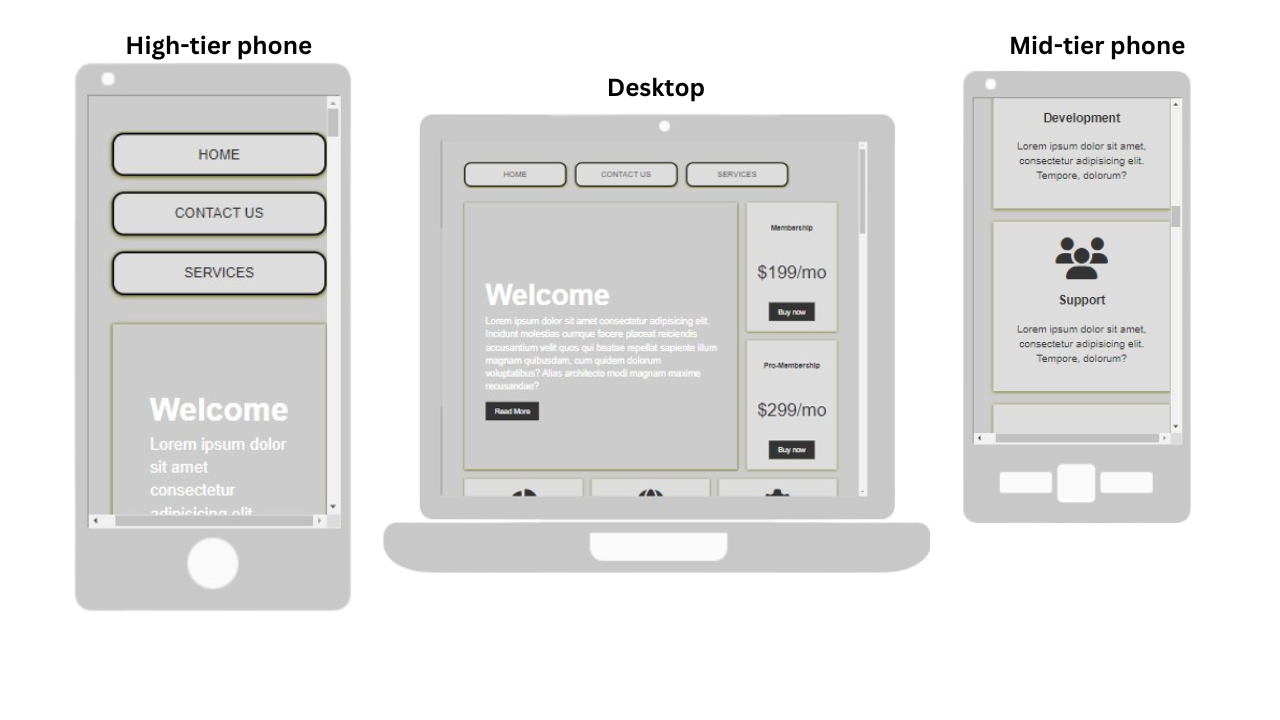 High-tier phone
HOME
CONTACT US
SERVICES
Welcome
Lorem ipsum dolor
sit amet
consectetur
adipisicing elit
Desktop
HOME
CONTACT US
SERVICES
Welcome
Lorem ipsum dolor sit amet consectetur adipisicing elit.
Incidunt molestias cumque facere placeat reiciendis
accusantium velit quos qui beatae repellat sapiente illum
magnam quibusdam, cum quidem dolorum
voluptatibus? Alias architecto modi magnam maxime
recusandae?
Read More
Membership
$199/mo
Buy now
Pro-Membership
$299/mo
Buy now
Mid-tier phone
Development
Lorem ipsum dolor sit amet,
consectetur adipisicing elit.
Tempore, dolorum?
Support
Lorem ipsum dolor sit amet,
consectetur adipisicing elit.
Tempore, dolorum?